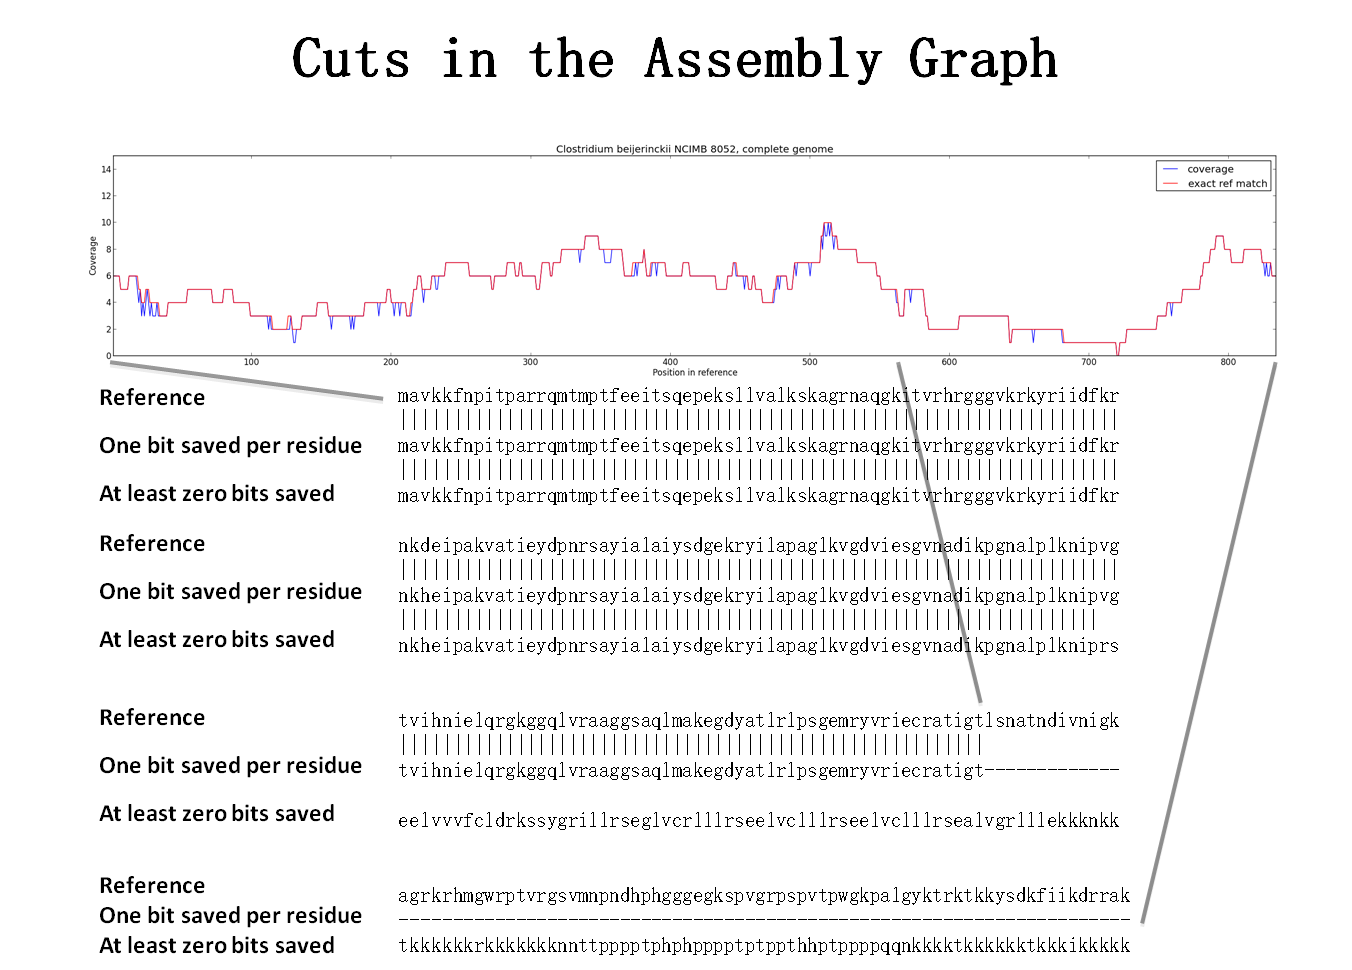 Cuts in the Assembly Graph
Clostridium beijerinckii NCIMB 8052, complete genome
coverage
exact ref match
Coverage
14
12
10
8
6
4
2
0
100 200 300 400 500 600 700 800
Position in reference
Reference mavkkfnpitparrqmtmptfeeitsqepeksllvalkskagrnaqgkitvrhrgggvkrkyriidfkr
One bit saved per residue mavkkfnpitparrqmtmptfeeitsqepeksllvalkskagrnaqgkitvrhrgggvkrkyriidfkr
At least zero bits saved mavkkfnpitparrqmtmptfeeitsqepeksllvalkskagrnaqgkitvrhrgggvkrkyriidfkr
Reference nkdeipakvatieydpnrsayialaiysdgekryilapaglkvgdviesgvnadikpgnalplknipvg
One bit saved per residue nkheipakvatieydpnrsayialaiysdgekryilapaglkvgdviesgvnadikpgnalplknipvg
At least zero bits saved nkheipakvatieydpnrsayialaiysdgekryilapaglkvgdviesgvnadikpgnalplkniprs
Reference tvihnielqrgkggqlvraaggsaqlmakegdyatlrlpsgemryvriecratigtlsnatndivnigk
One bit saved per residue tvihnielqrgkggqlvraaggsaqlmakegdyatlrlpsgemryvriecratigt-------------
At least zero bits saved eelvvvfcldrkssygrillrseglvcrlllrseelvclllrseelvclllrsealvgrlllekkknkk
Reference agrkrhmgwrptvrgsvmnpndhphgggegkspvgrpspvtpwgkpalgyktrktkkysdkfiikdrrak
One bit saved per residue ----------------------------------------------------------------------
At least zero bits saved tkkkkkkrkkkkkkknnttpppptphphpppptptppthhptppppqqnkkkktkkkkkktkkkikkkkk